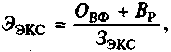 Э_ЭКС = (О_ВФ + В_Р) / З_ЭКС,